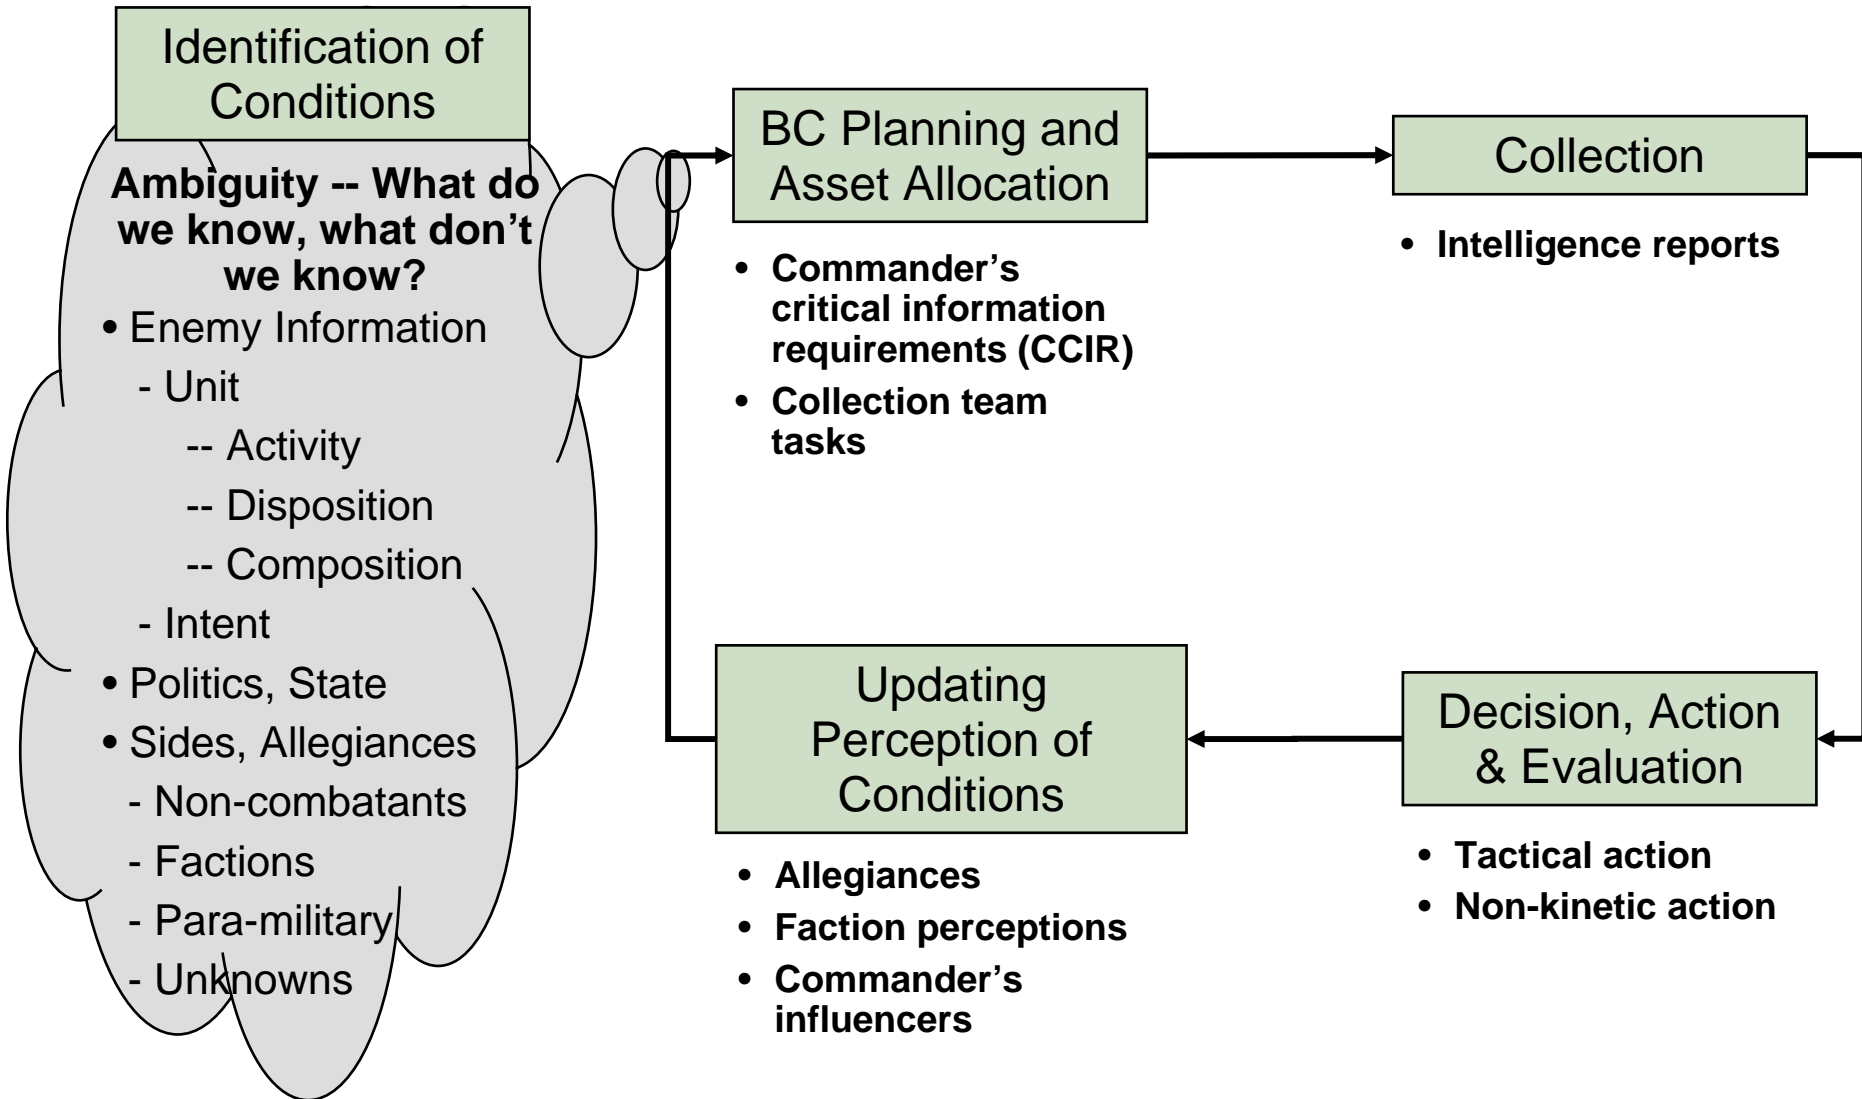 Identification of
Conditions
Ambiguity -- What do
we know, what don’t
we know?
• Enemy Information
- Unit
-- Activity
-- Disposition
-- Composition
- Intent
• Politics, State
• Sides, Allegiances
- Non-combatants
- Factions
- Para-military
- Unknowns
BC Planning and
Asset Allocation
• Commander’s
critical information
requirements (CCIR)
• Collection team
tasks
Collection
• Intelligence reports
Updating
Perception of
Conditions
• Allegiances
• Faction perceptions
• Commander’s
influencers
Decision, Action
& Evaluation
• Tactical action
• Non-kinetic action